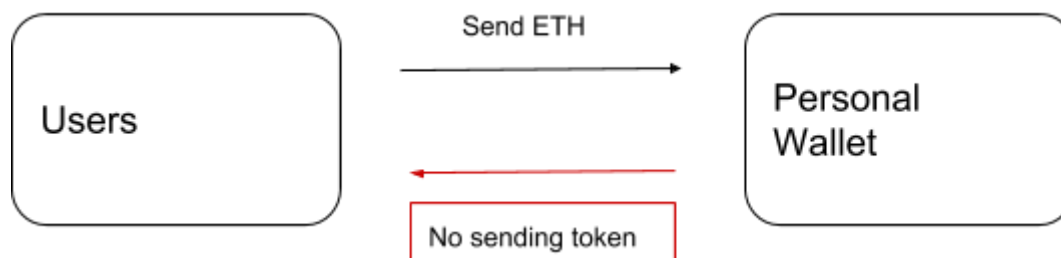 Send ETH
Users
Personal
Wallet
No sending token